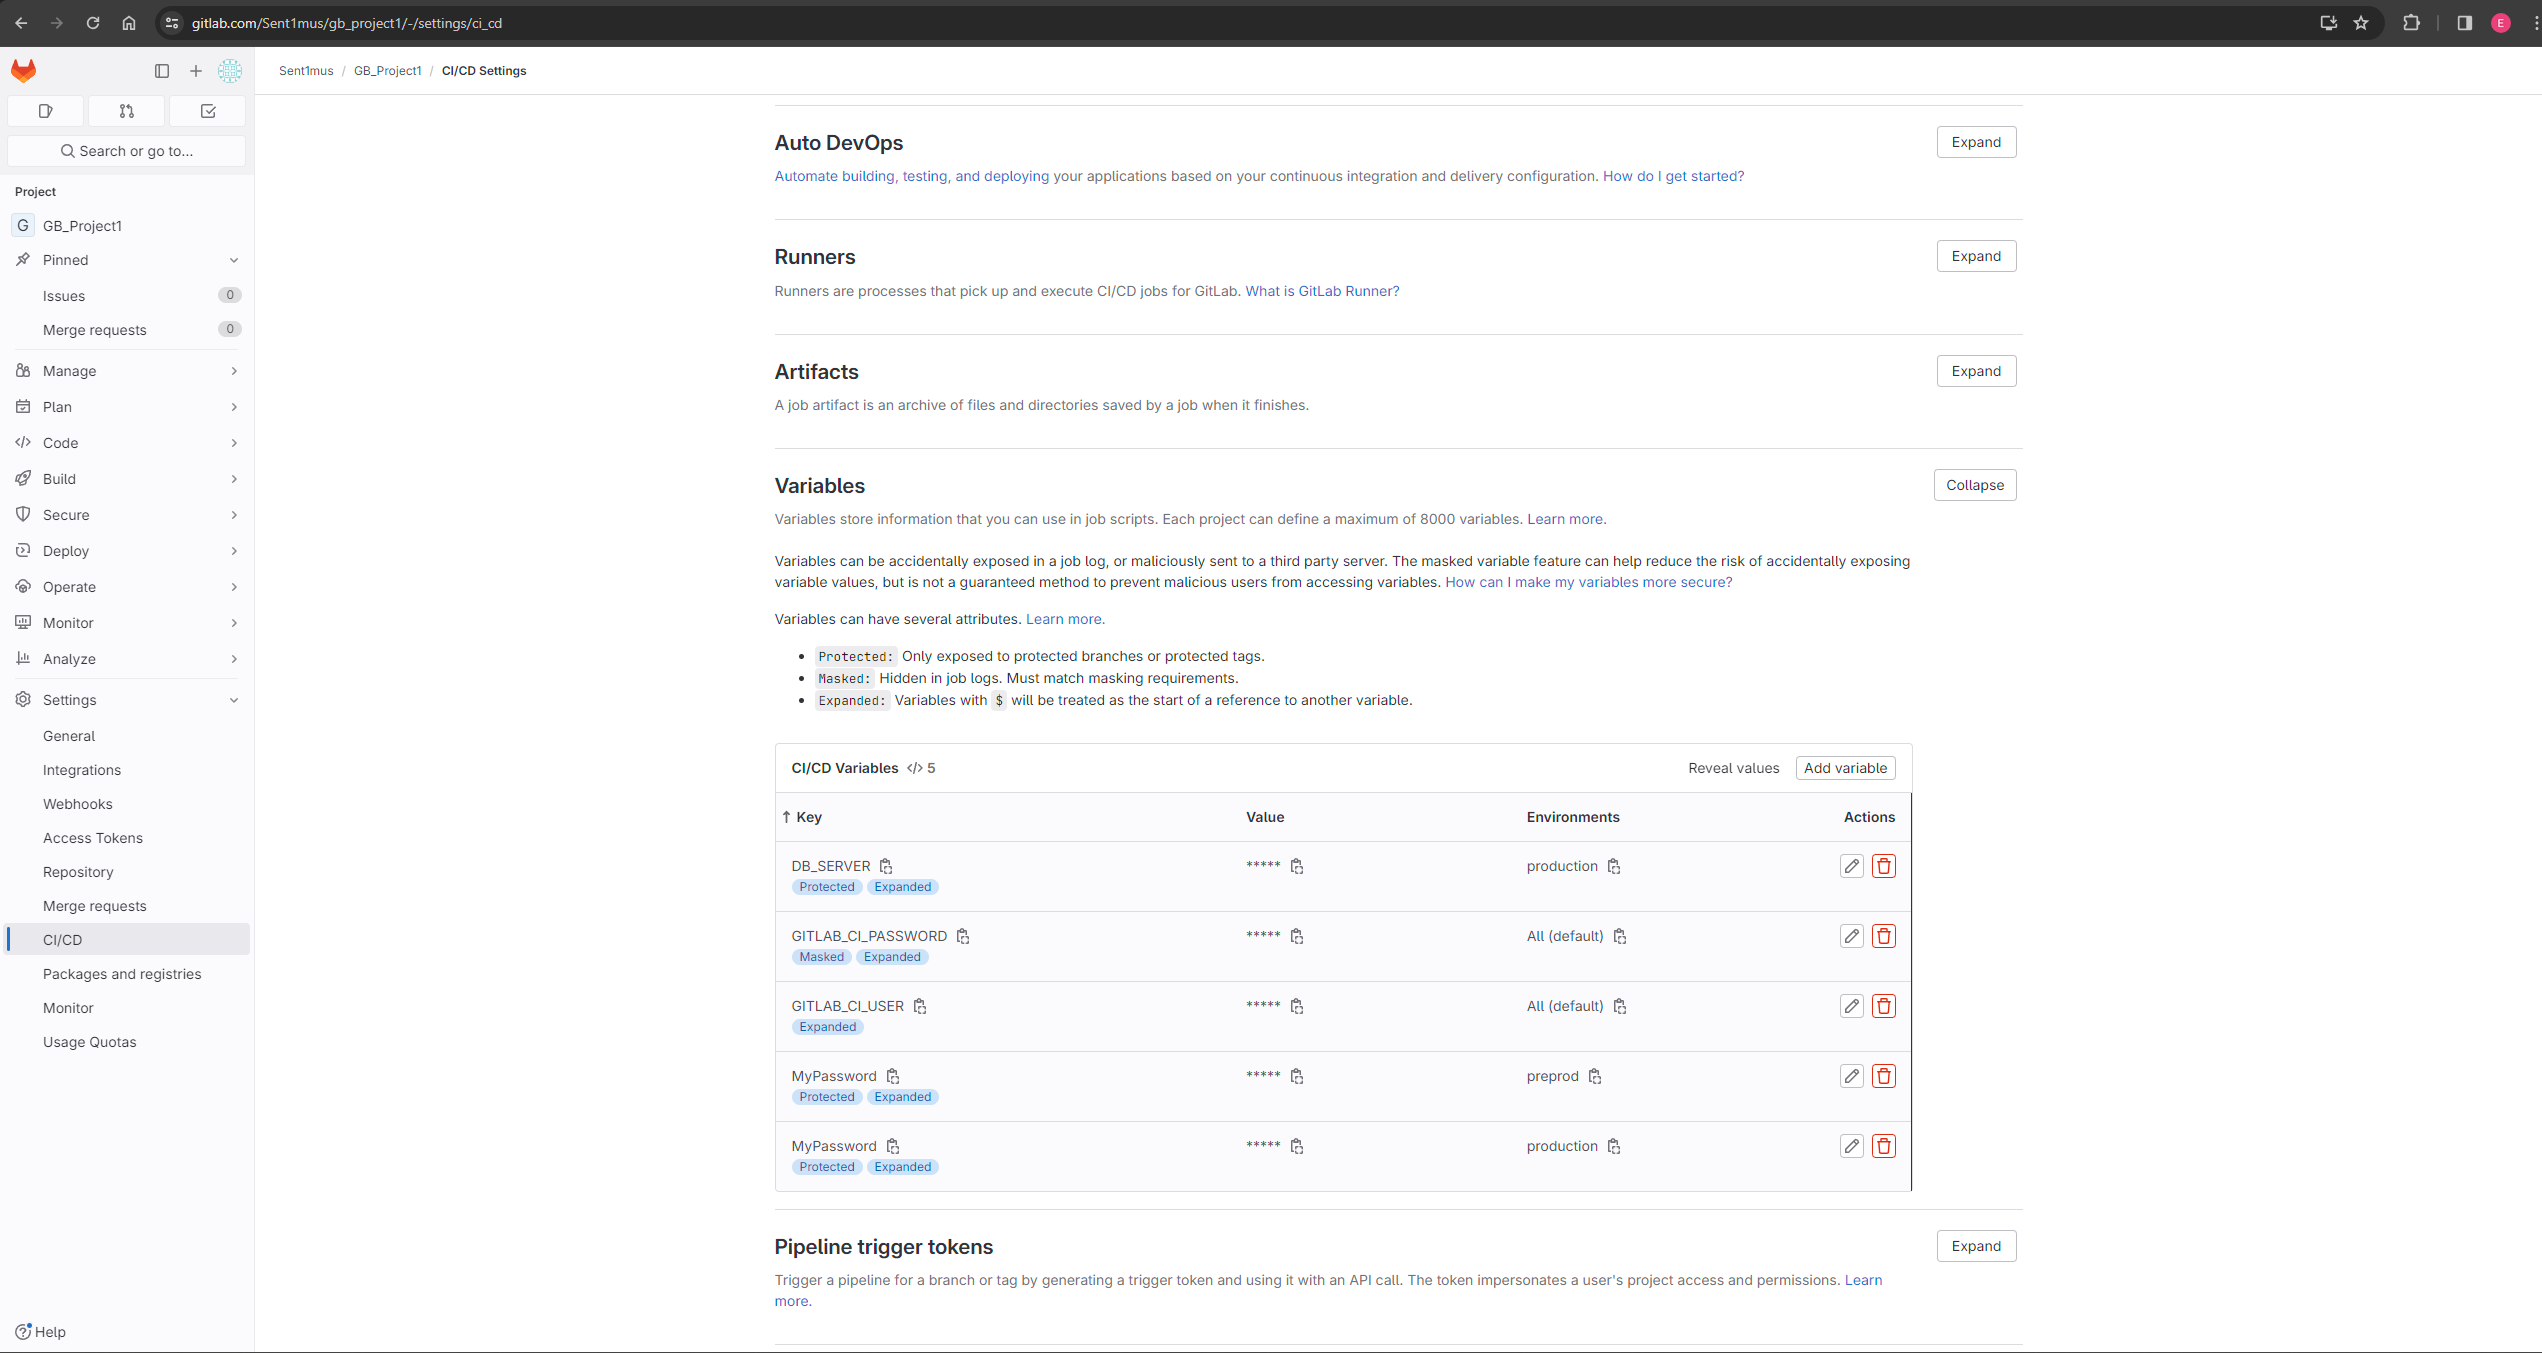 gitlab.com/Sent1mus/gb_project1/-/settings/ci_cd
E
Sent1mus / GB_Project1 / CI/CD Settings
Search or go to...
Project
G GB_Project1
Pinned
Issues 0
Merge requests 0
Manage
Plan
Code
Build
Secure
Deploy
Operate
Monitor
Analyze
Settings
General
Integrations
Webhooks
Access Tokens
Repository
Merge requests
CI/CD
Packages and registries
Monitor
Usage Quotas
Help
Auto DevOps
Expand
Automate building, testing, and deploying your applications based on your continuous integration and delivery configuration. How do I get started?
Runners
Expand
Runners are processes that pick up and execute CI/CD jobs for GitLab. What is GitLab Runner?
Artifacts
Expand
A job artifact is an archive of files and directories saved by a job when it finishes.
Variables
Collapse
Variables store information that you can use in job scripts. Each project can define a maximum of 8000 variables. Learn more.
Variables can be accidentally exposed in a job log, or maliciously sent to a third party server. The masked variable feature can help reduce the risk of accidentally exposing
variable values, but is not a guaranteed method to prevent malicious users from accessing variables. How can I make my variables more secure?
Variables can have several attributes. Learn more.
• Protected: Only exposed to protected branches or protected tags.
• Masked: Hidden in job logs. Must match masking requirements.
• Expanded: Variables with $ will be treated as the start of a reference to another variable.
CI/CD Variables </> 5 Reveal values Add variable
↑ Key Value Environments Actions
DB_SERVER ***** production
Protected Expanded
GITLAB_CI_PASSWORD ***** All (default)
Masked Expanded
GITLAB_CI_USER ***** All (default)
Expanded
MyPassword ***** preprod
Protected Expanded
MyPassword ***** production
Protected Expanded
Pipeline trigger tokens
Expand
Trigger a pipeline for a branch or tag by generating a trigger token and using it with an API call. The token impersonates a user's project access and permissions. Learn
more.